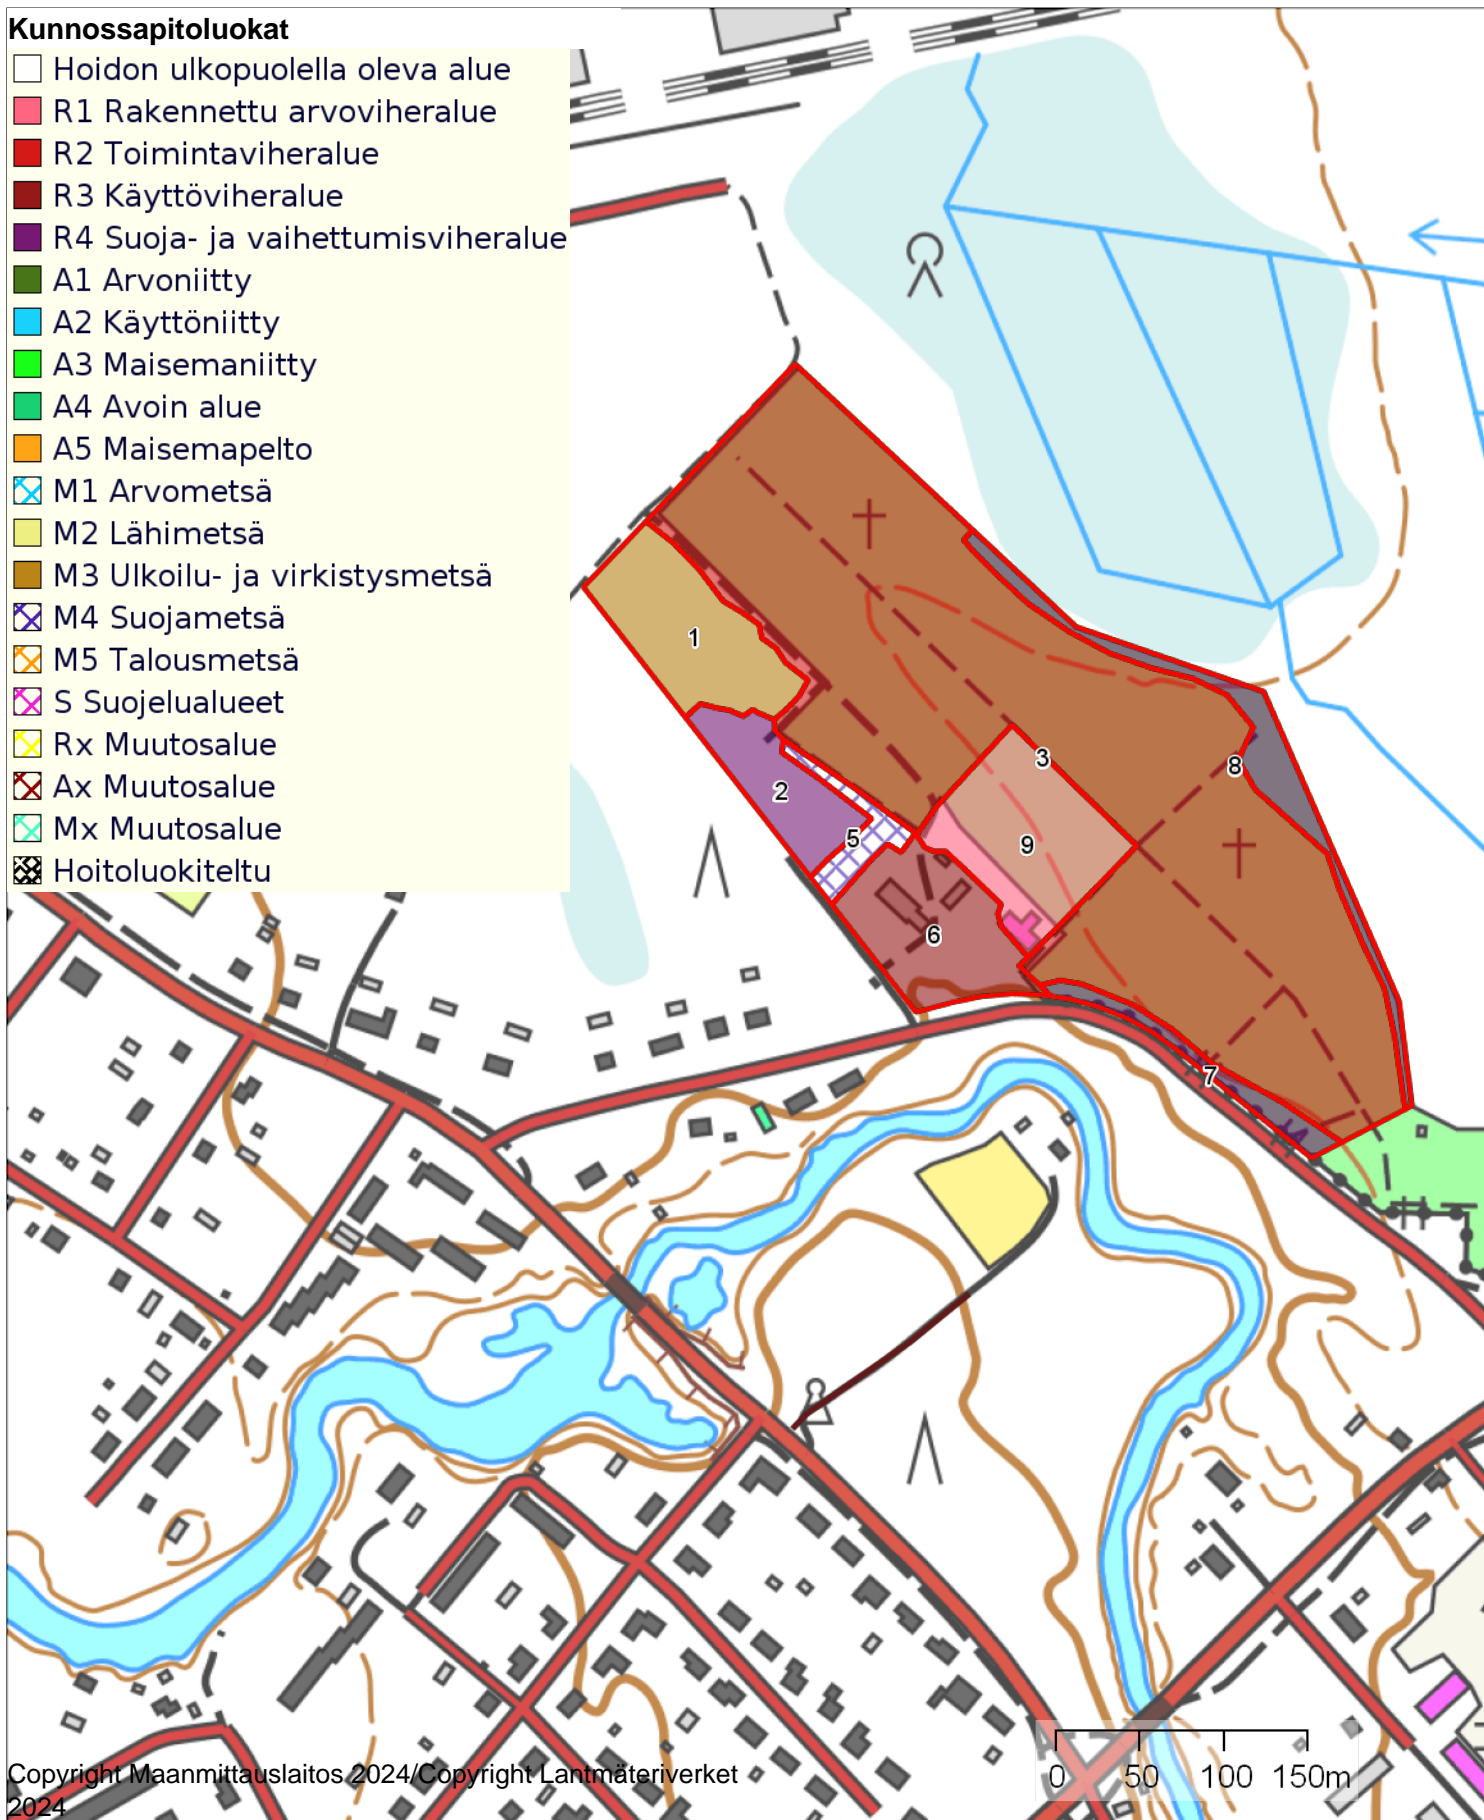 Kunnossapitoluokat
Hoidon ulkopuolella oleva alue
R1 Rakennettu arvoviheralue
R2 Toimintaviheralue
R3 Käyttöviheralue
R4 Suoja- ja vaihettumisviheralue
A1 Arvoniitty
A2 Käyttöniitty
A3 Maisemaniitty
A4 Avoin alue
A5 Maisemapelto
M1 Arvometsä
M2 Lähimetsä
M3 Ulkoilu- ja virkistysmetsä
M4 Suojametsä
M5 Talousmetsä
S Suojelualueet
Rx Muutosalue
Ax Muutosalue
Mx Muutosalue
Hoitoluokiteltu
1
3
8
2
5
9
6
7
0 50 100 150m
Copyright Maanmittauslaitos 2024/Copyright Lantmäteriverket
2024